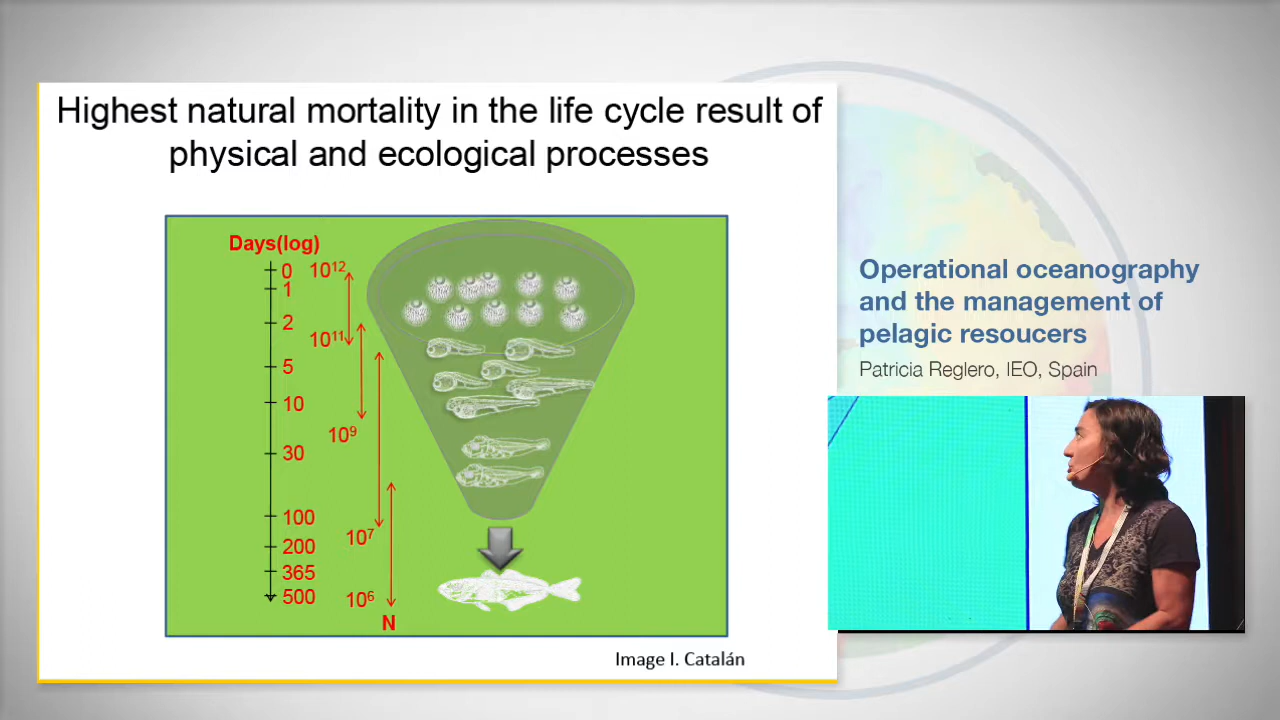 Highest natural mortality in the life cycle result of
physical and ecological processes
Days(log)
0
1
2
5
10
30
100
200
365
500
10¹²
10¹¹
10⁹
10⁷
10⁶
N
Image I. Catalán
Operational oceanography
and the management of
pelagic resoucers
Patricia Reglero, IEO, Spain